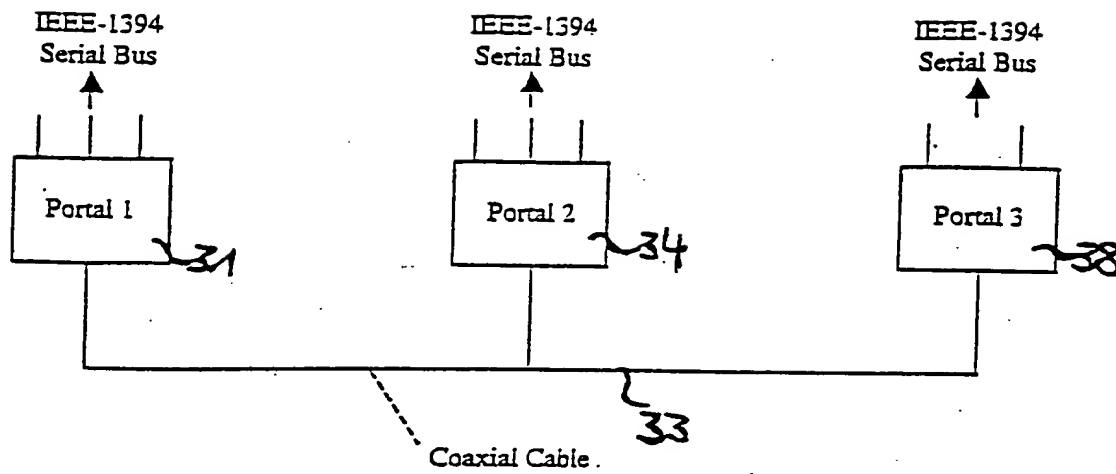 IEEE-1394
Serial Bus
IEEE-1394
Serial Bus
IEEE-1394
Serial Bus
Portal 1
31
Portal 2
34
Portal 3
38
33
Coaxial Cable.